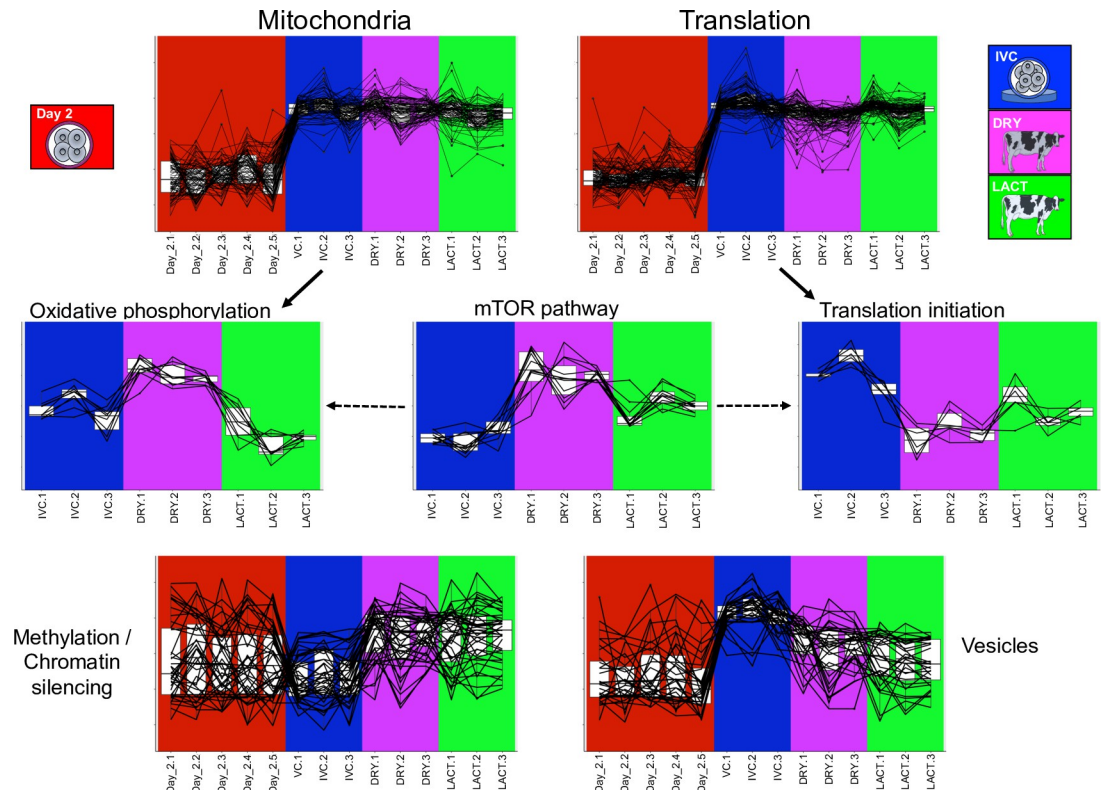 Mitochondria
Translation
Day 2
IVC
DRY
LACT
Day_2.1
Day_2.2
Day_2.3
Day_2.4
Day_2.5
VC.1
IVC.2
IVC.3
DRY.1
DRY.2
DRY.3
LACT.1
LACT.2
LACT.3
Day_2.1
Day_2.2
Day_2.3
Day_2.4
Day_2.5
VC.1
IVC.2
IVC.3
DRY.1
DRY.2
DRY.3
LACT.1
LACT.2
LACT.3
Oxidative phosphorylation
mTOR pathway
Translation initiation
IVC.1
IVC.2
IVC.3
DRY.1
DRY.2
DRY.3
LACT.1
LACT.2
LACT.3
IVC.1
IVC.2
IVC.3
DRY.1
DRY.2
DRY.3
LACT.1
LACT.2
LACT.3
IVC.1
IVC.2
IVC.3
DRY.1
DRY.2
DRY.3
LACT.1
LACT.2
LACT.3
Methylation /
Chromatin
silencing
Vesicles
Day_2.1
Day_2.2
Day_2.3
Day_2.4
Day_2.5
VC.1
IVC.2
IVC.3
DRY.1
DRY.2
DRY.3
LACT.1
LACT.2
LACT.3
Day_2.1
Day_2.2
Day_2.3
Day_2.4
Day_2.5
VC.1
IVC.2
IVC.3
DRY.1
DRY.2
DRY.3
LACT.1
LACT.2
LACT.3